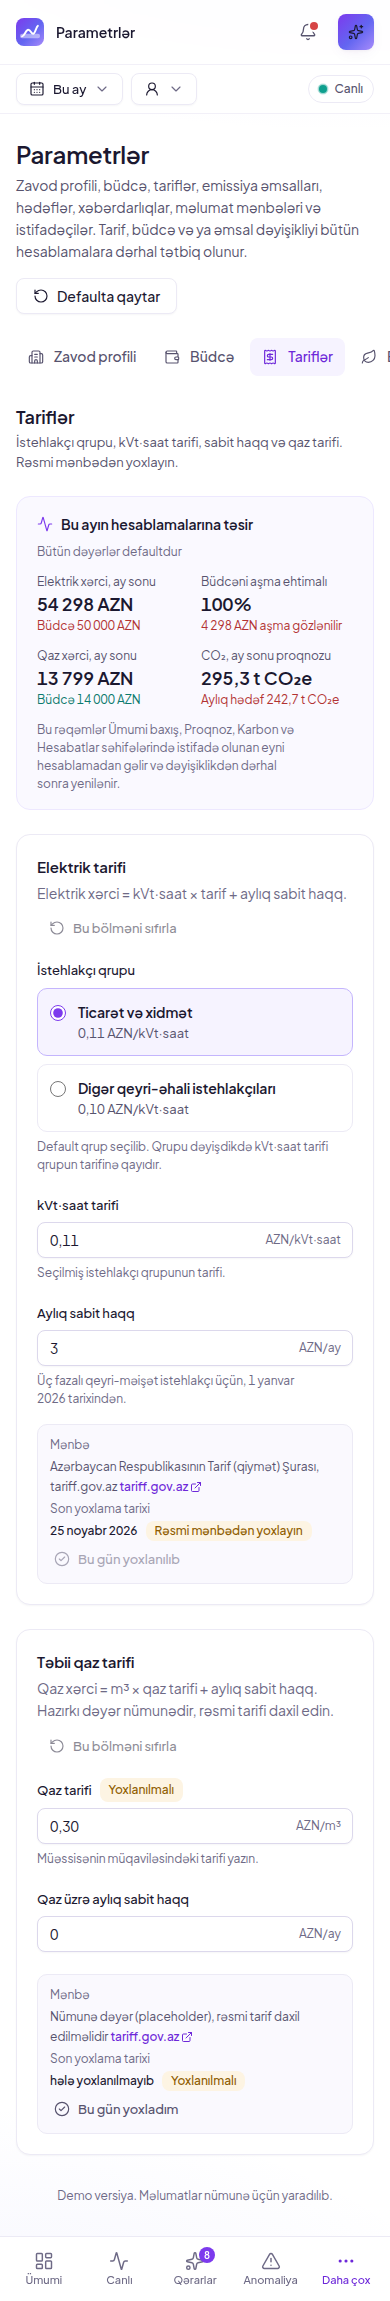 Parametrlər
Bu ay
Canlı
Parametrlər
Zavod profili, büdcə, tariflər, emissiya əmsalları,
hədəflər, xəbərdarlıqlar, məlumat mənbələri və
istifadəçilər. Tarif, büdcə və ya əmsal dəyişikliyi bütün
hesablamalara dərhal tətbiq olunur.
Defaulta qaytar
Zavod profili
Büdcə
Tariflər
Tariflər
İstehlakçı qrupu, kVt·saat tarifi, sabit haqq və qaz tarifi.
Rəsmi mənbədən yoxlayın.
Bu ayın hesablamalarına təsir
Bütün dəyərlər defaultdur
Elektrik xərci, ay sonu
54 298 AZN
Büdcə 50 000 AZN
Büdcəni aşma ehtimalı
100%
4 298 AZN aşma gözlənilir
Qaz xərci, ay sonu
13 799 AZN
Büdcə 14 000 AZN
CO₂, ay sonu proqnozu
295,3 t CO₂e
Aylıq hədəf 242,7 t CO₂e
Bu rəqəmlər Ümumi baxış, Proqnoz, Karbon və
Hesabatlar səhifələrində istifadə olunan eyni
hesablamadan gəlir və dəyişiklikdən dərhal
sonra yenilənir.
Elektrik tarifi
Elektrik xərci = kVt·saat × tarif + aylıq sabit haqq.
Bu bölməni sıfırla
İstehlakçı qrupu
Ticarət və xidmət
0,11 AZN/kVt·saat
Digər qeyri-əhali istehlakçıları
0,10 AZN/kVt·saat
Default qrup seçilib. Qrupu dəyişdikdə kVt·saat tarifi
qrupun tarifinə qayıdır.
kVt·saat tarifi
0,11 AZN/kVt·saat
Seçilmiş istehlakçı qrupunun tarifi.
Aylıq sabit haqq
3 AZN/ay
Üç fazalı qeyri-məişət istehlakçı üçün, 1 yanvar
2026 tarixindən.
Mənbə
Azərbaycan Respublikasının Tarif (qiymət) Şurası,
tariff.gov.az tariff.gov.az
Son yoxlama tarixi
25 noyabr 2026 Rəsmi mənbədən yoxlayın
Bu gün yoxlanılıb
Təbii qaz tarifi
Qaz xərci = m³ × qaz tarifi + aylıq sabit haqq.
Hazırkı dəyər nümunədir, rəsmi tarifi daxil edin.
Bu bölməni sıfırla
Qaz tarifi Yoxlanılmalı
0,30 AZN/m³
Müəssisənin müqaviləsindəki tarifi yazın.
Qaz üzrə aylıq sabit haqq
0 AZN/ay
Mənbə
Nümunə dəyər (placeholder), rəsmi tarif daxil
edilməlidir tariff.gov.az
Son yoxlama tarixi
hələ yoxlanılmayıb Yoxlanılmalı
Bu gün yoxladım
Demo versiya. Məlumatlar nümunə üçün yaradılıb.
8
Ümumi
Canlı
Qərarlar
Anomaliya
Daha çox